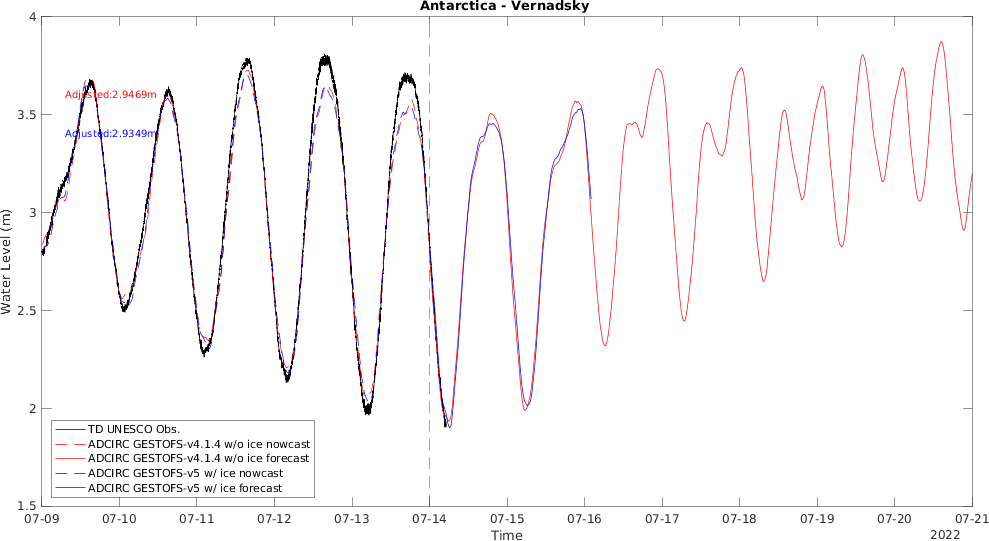 Antarctica - Vernadsky
4
3.5
3
2.5
2
1.5
Water Level (m)
Adjusted:2.9469m
Adjusted:2.9349m
TD UNESCO Obs.
ADCIRC GESTOFS-v4.1.4 w/o ice nowcast
ADCIRC GESTOFS-v4.1.4 w/o ice forecast
ADCIRC GESTOFS-v5 w/ ice nowcast
ADCIRC GESTOFS-v5 w/ ice forecast
07-09 07-10 07-11 07-12 07-13 07-14 07-15 07-16 07-17 07-18 07-19 07-20 07-21
Time
2022